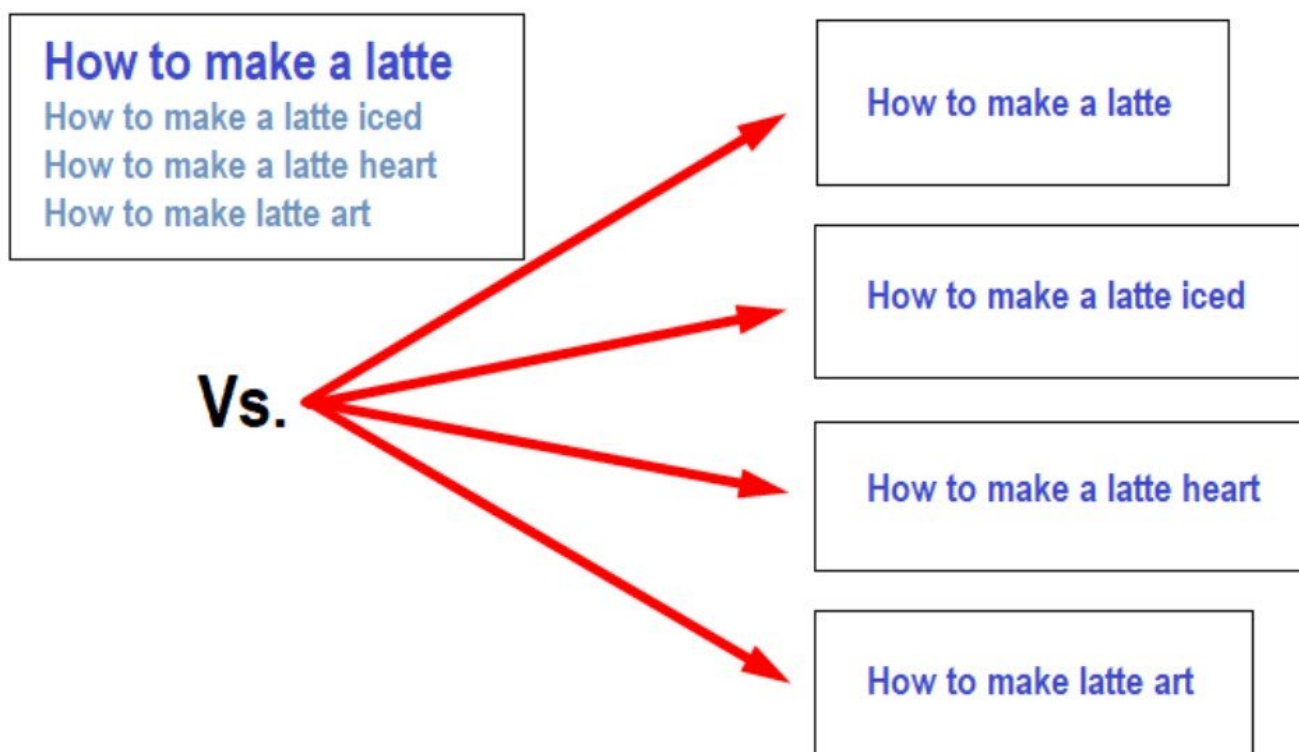 How to make a latte
How to make a latte iced
How to make a latte heart
How to make latte art
Vs.
How to make a latte
How to make a latte iced
How to make a latte heart
How to make latte art